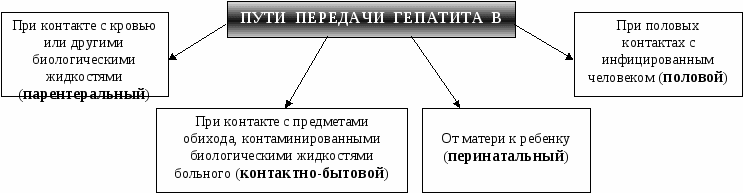 ПУТИ ПЕРЕДАЧИ ГЕПАТИТА В
При контакте с кровью
или другими
биологическими
жидкостями
(парентеральный)
При контакте с предметами
обихода, контаминированными
биологическими жидкостями
больного (контактно-бытовой)
От матери к ребенку
(перинатальный)
При половых
контактах с
инфицированным
человеком (половой)